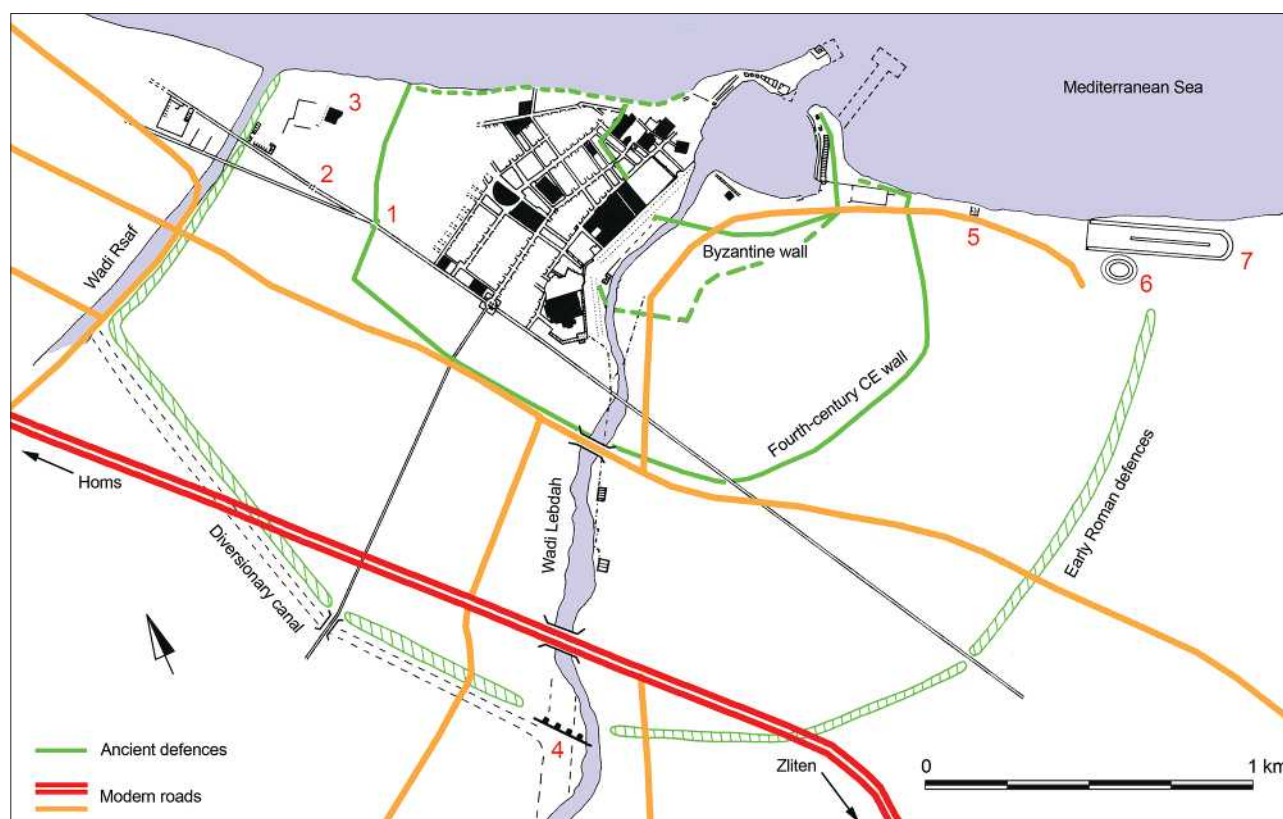 Mediterranean Sea
3
2
1
Wadi Rsaf
Byzantine wall
5
6
7
Fourth-century CE wall
Early Roman defences
Homs
Wadi Lebdah
Diversionary canal
4
Zliten
Ancient defences
Modern roads
0
1 km